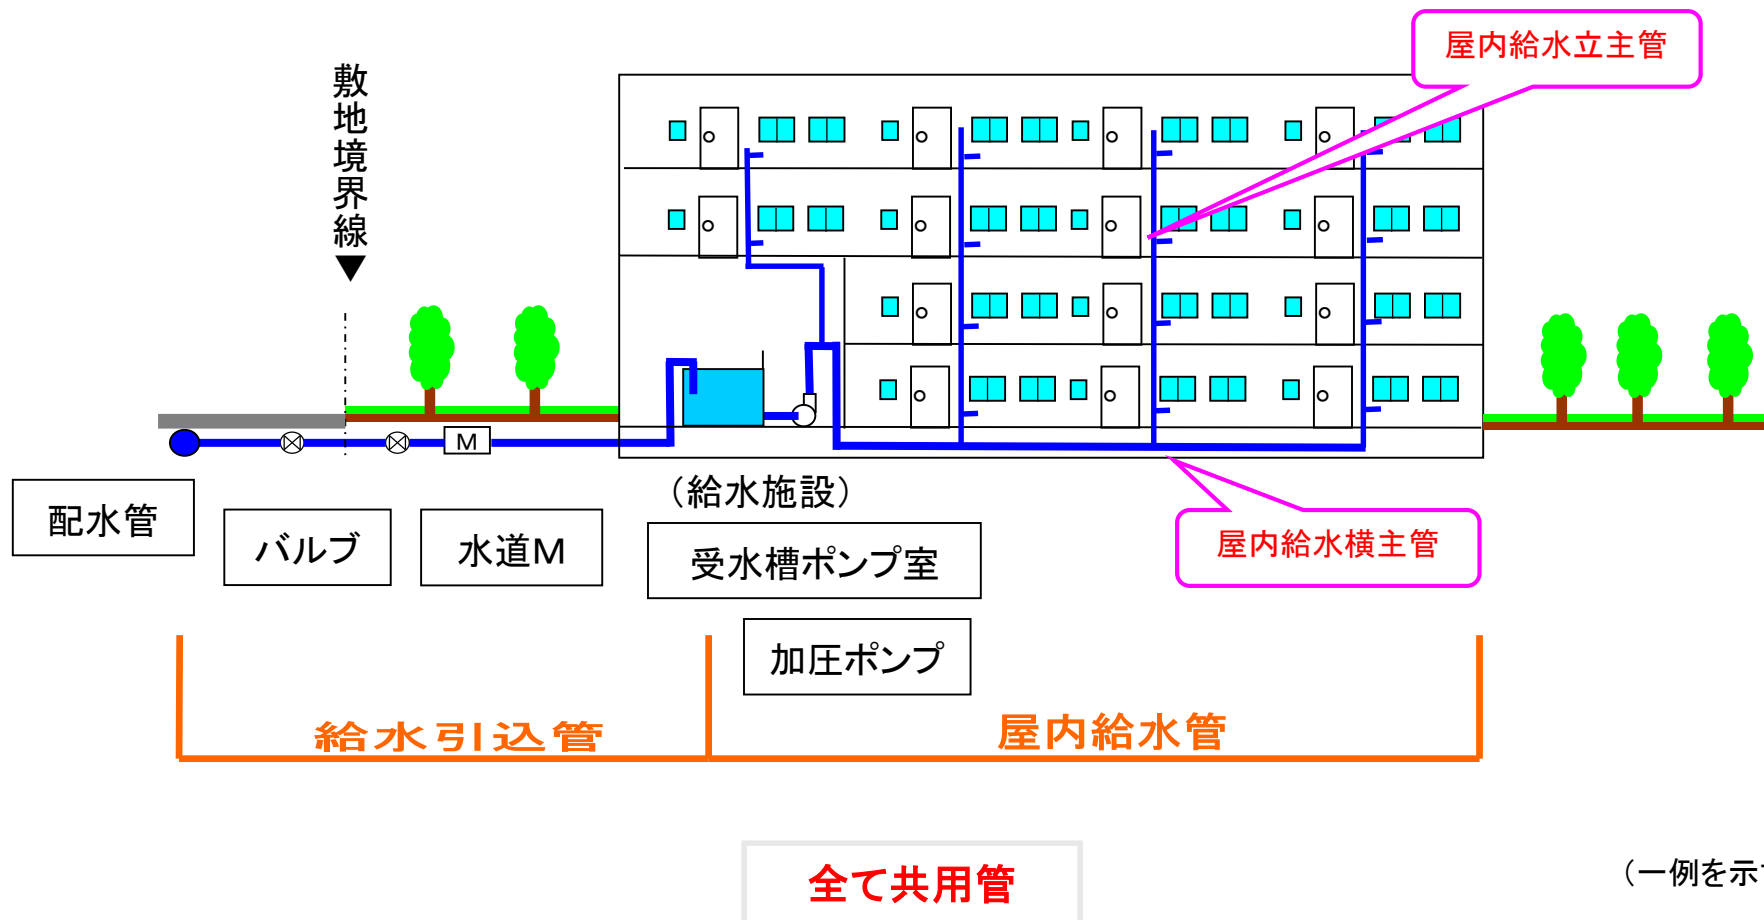 屋内給水立主管
敷地境界線
M
(給水施設)
配水管
バルブ
水道M
受水槽ポンプ室
屋内給水横主管
加圧ポンプ
給水引込管
屋内給水管
全て共用管
(一例を示